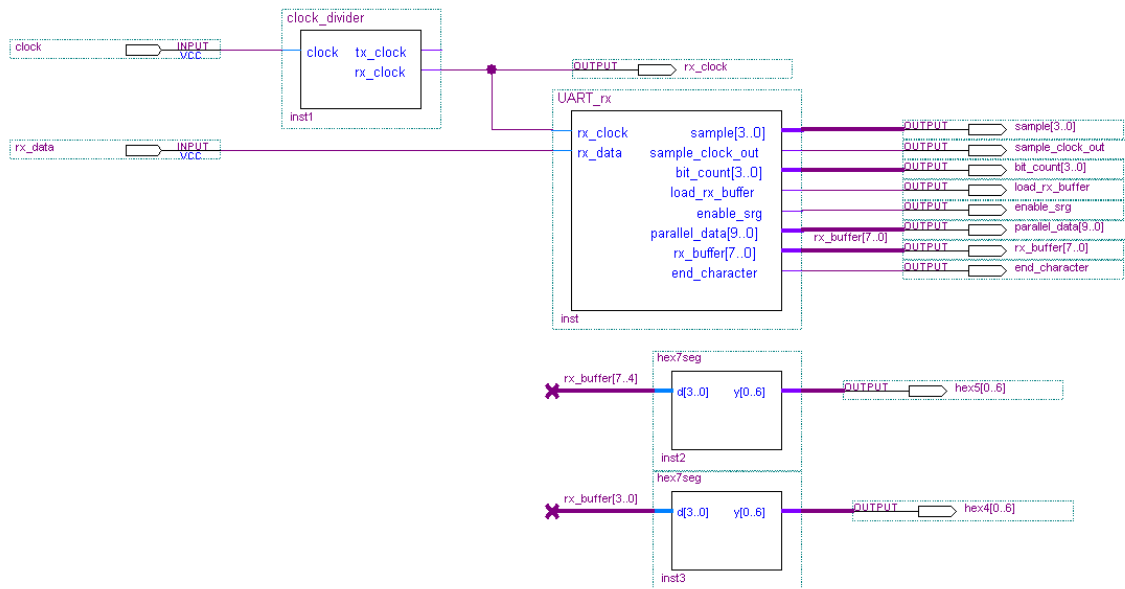 clock_divider
clock
INPUT
VCC
clock
tx_clock
rx_clock
inst1
OUTPUT
rx_clock
rx_data
INPUT
VCC
UART_rx
rx_clock
rx_data
sample[3..0]
sample_clock_out
bit_count[3..0]
load_rx_buffer
enable_srg
parallel_data[9..0]
rx_buffer[7..0]
end_character
inst
rx_buffer[7..0]
OUTPUT
sample[3..0]
OUTPUT
sample_clock_out
OUTPUT
bit_count[3..0]
OUTPUT
load_rx_buffer
OUTPUT
enable_srg
OUTPUT
parallel_data[9..0]
OUTPUT
rx_buffer[7..0]
OUTPUT
end_character
hex7seg
rx_buffer[7..4]
d[3..0]
y[0..6]
inst2
OUTPUT
hex5[0..6]
hex7seg
rx_buffer[3..0]
d[3..0]
y[0..6]
inst3
OUTPUT
hex4[0..6]